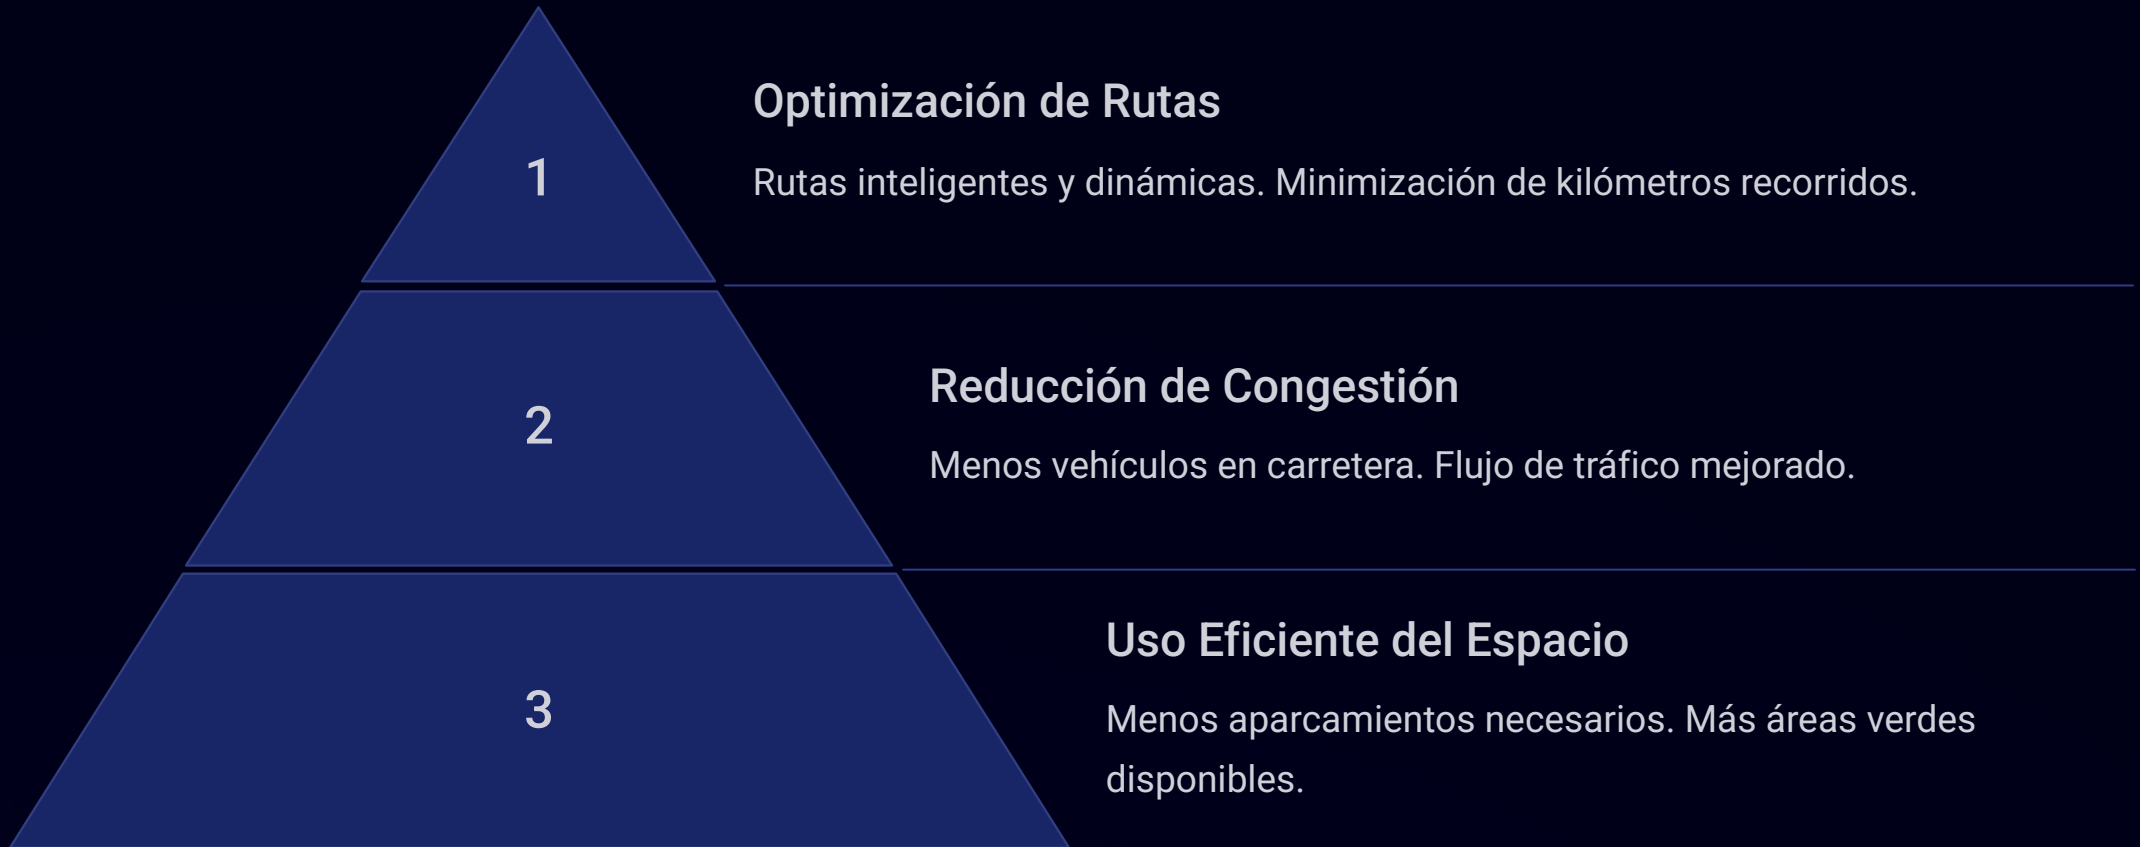 1
Optimización de Rutas
Rutas inteligentes y dinámicas. Minimización de kilómetros recorridos.
2
Reducción de Congestión
Menos vehículos en carretera. Flujo de tráfico mejorado.
3
Uso Eficiente del Espacio
Menos aparcamientos necesarios. Más áreas verdes
disponibles.